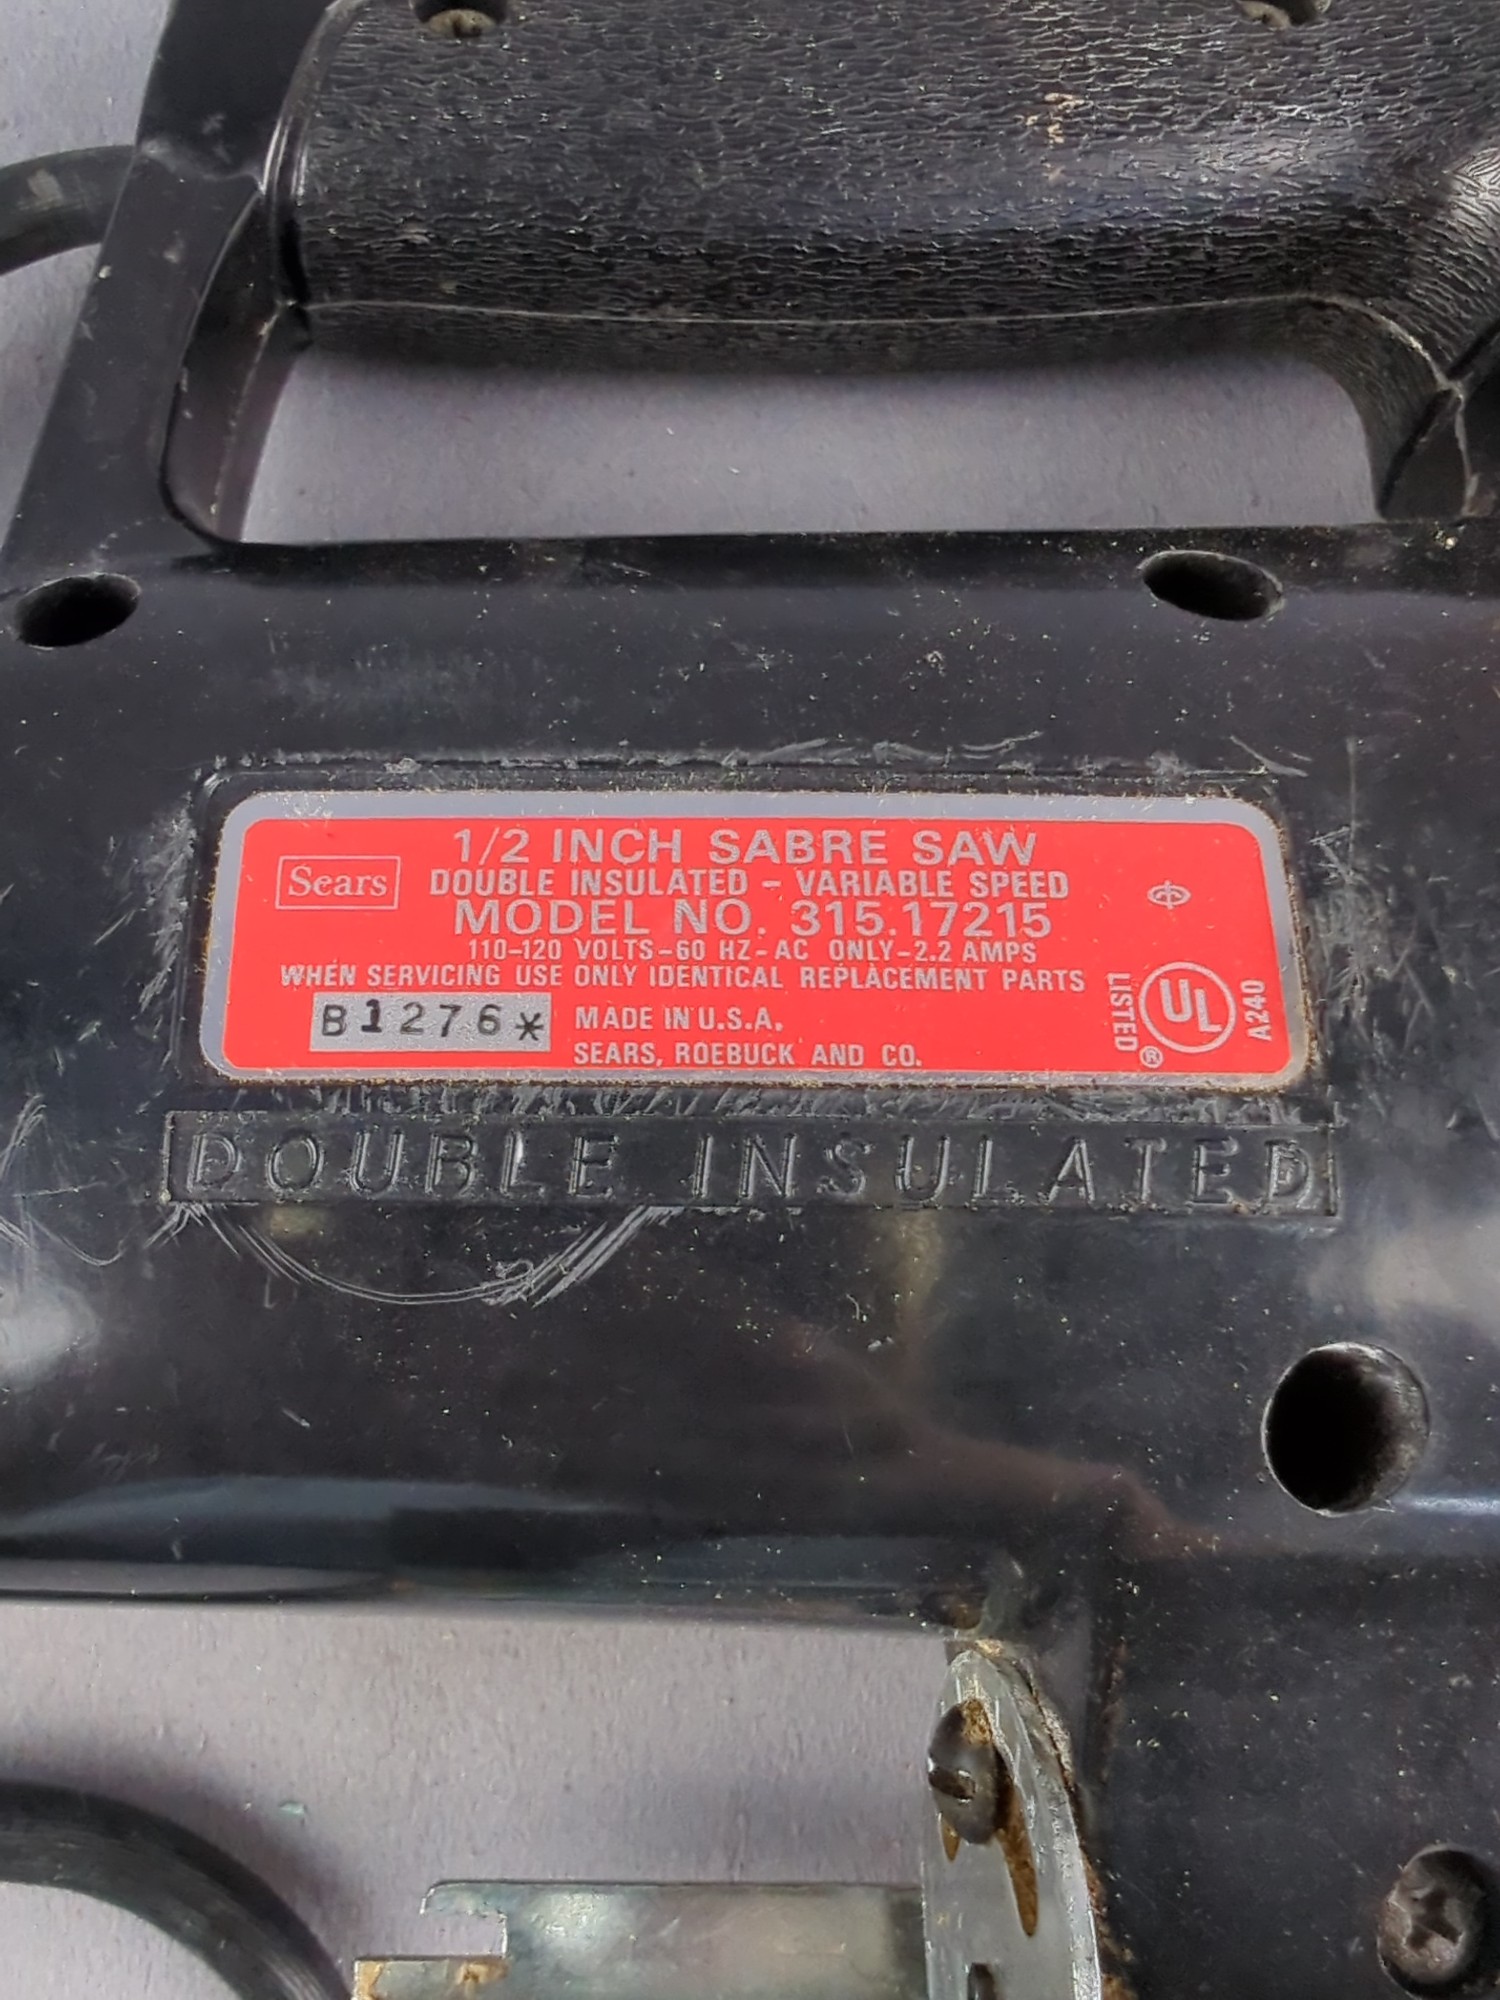 1/2 INCH SABRE SAW
Sears
DOUBLE INSULATED - VARIABLE SPEED
MODEL NO. 315.17215
110-120 VOLTS-60 HZ-AC ONLY-2.2 AMPS
WHEN SERVICING USE ONLY IDENTICAL REPLACEMENT PARTS
B1276* MADE IN U.S.A.
SEARS, ROEBUCK AND CO.
LISTED
UL
®
A240
DOUBLE INSULATED